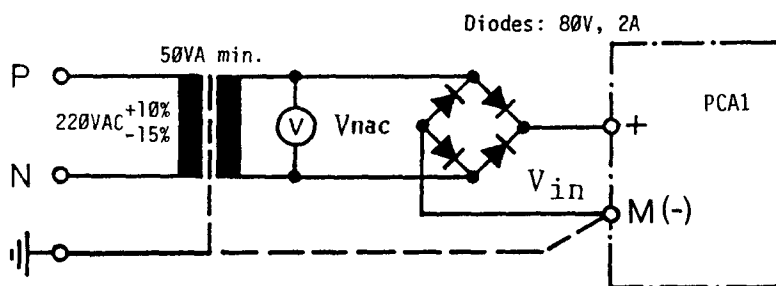 Diodes: 80V, 2A
50VA min.
P
220VAC +10%
-15%
V
Vnac
PCA1
+
N
Vin
M(-)